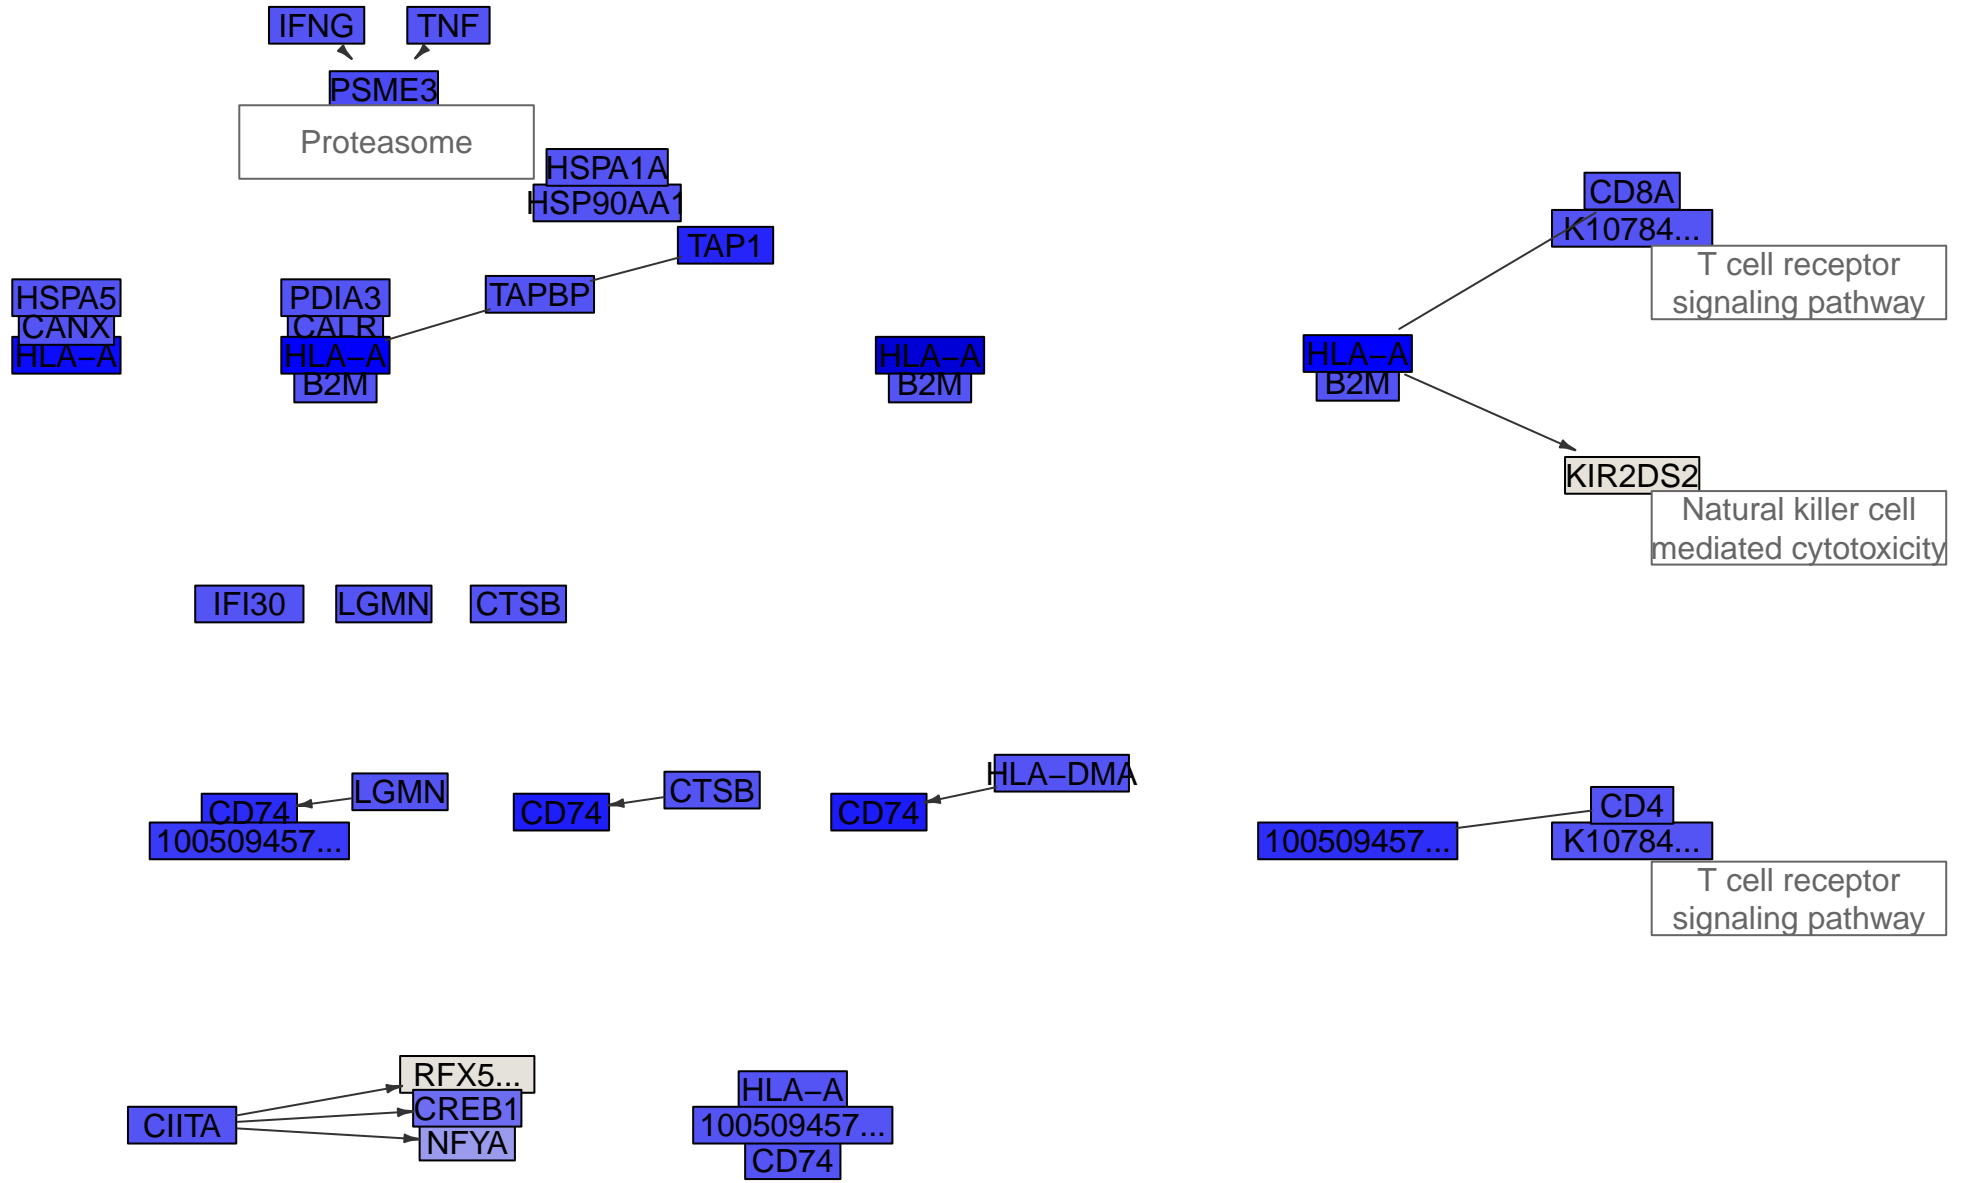 IFNG
TNF
PSME3
Proteasome
HSPA1A
HSP90AA1
TAP1
CD8A
K10784...
T cell receptor
signaling pathway
HSPA5
CANX
HLA−A
PDIA3
CALR
HLA−A
B2M
TAPBP
HLA−A
B2M
HLA−A
B2M
KIR2DS2
Natural killer cell
mediated cytotoxicity
IFI30
LGMN
CTSB
CD74
100509457...
LGMN
CD74
CTSB
CD74
HLA−DMA
100509457...
CD4
K10784...
T cell receptor
signaling pathway
CIITA
RFX5...
CREB1
NFYA
HLA−A
100509457...
CD74